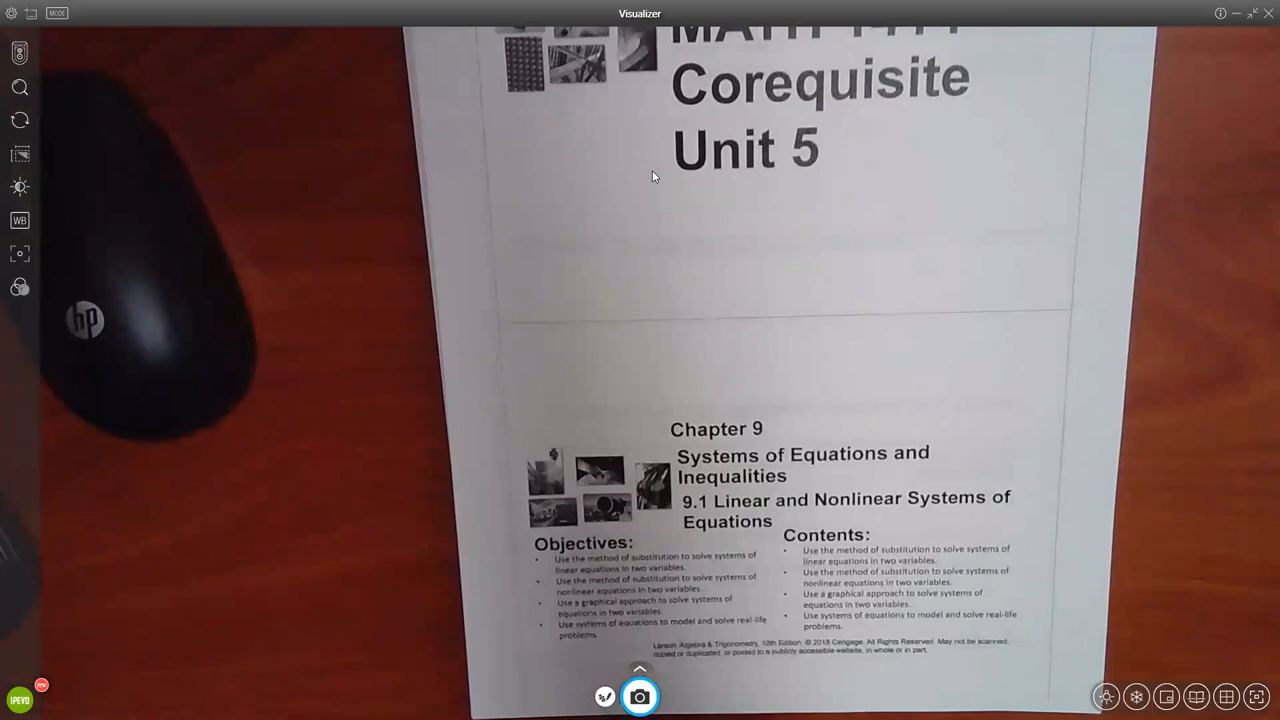 MODE
Visualizer
Corequisite
Unit 5
WB
hp
Chapter 9
Systems of Equations and
Inequalities
9.1 Linear and Nonlinear Systems of
Equations
Objectives:
• Use the method of substitution to solve systems of
linear equations in two variables.
• Use the method of substitution to solve systems of
nonlinear equations in two variables.
• Use a graphical approach to solve systems of
equations in two variables.
• Use systems of equations to model and solve real-life
problems.
Contents:
• Use the method of substitution to solve systems of
linear equations in two variables.
• Use the method of substitution to solve systems of
nonlinear equations in two variables.
• Use a graphical approach to solve systems of
equations in two variables.
• Use systems of equations to model and solve real-life
problems.
Larson, Algebra & Trigonometry, 10th Edition. © 2018 Cengage. All Rights Reserved. May not be scanned,
copied or duplicated, or posted to a publicly accessible website, in whole or in part.
IPEVO
new